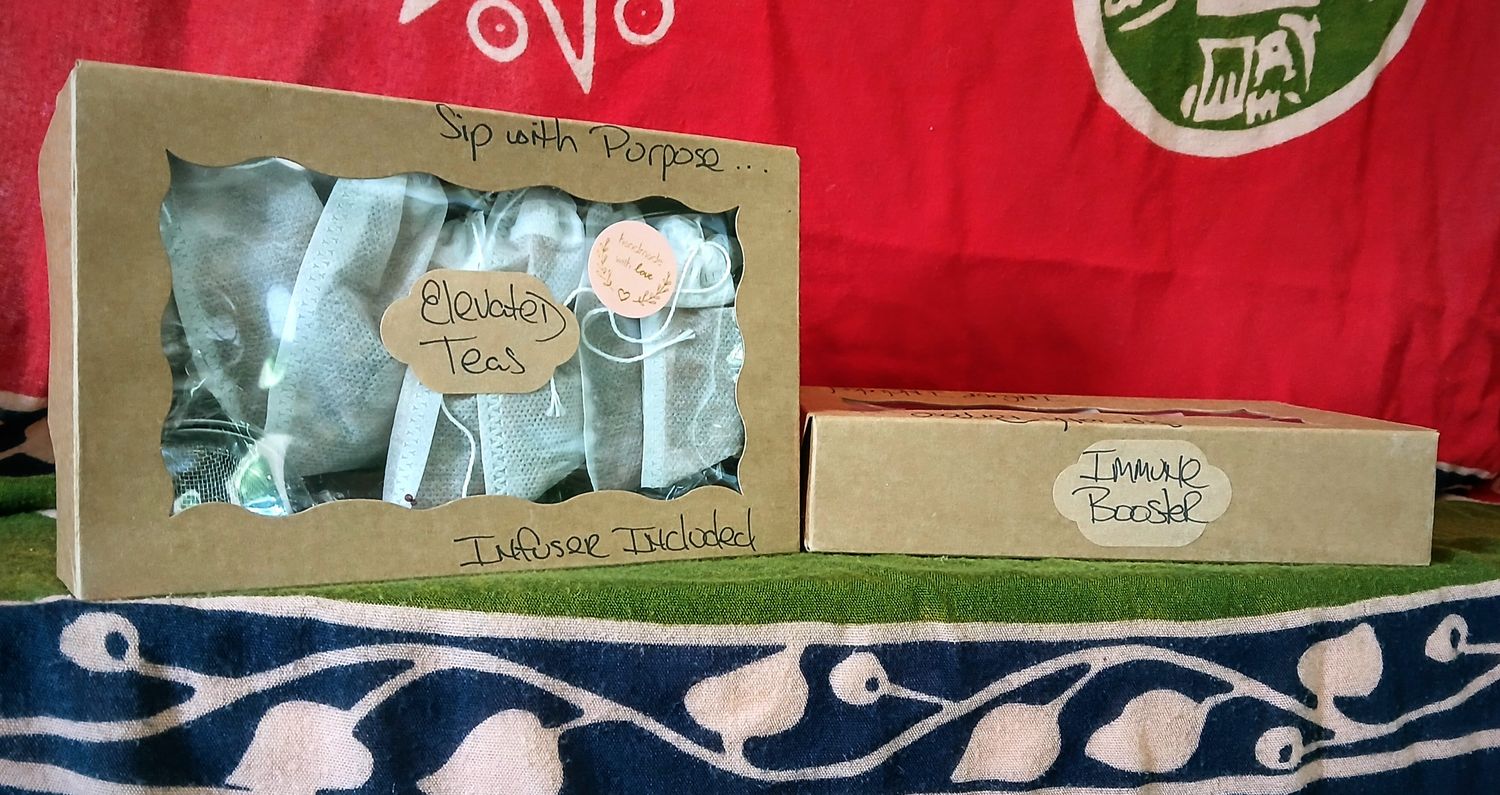 Sip with Purpose...
handmade
with love
Elevated
Teas
Infuser Included
Immune
Booster